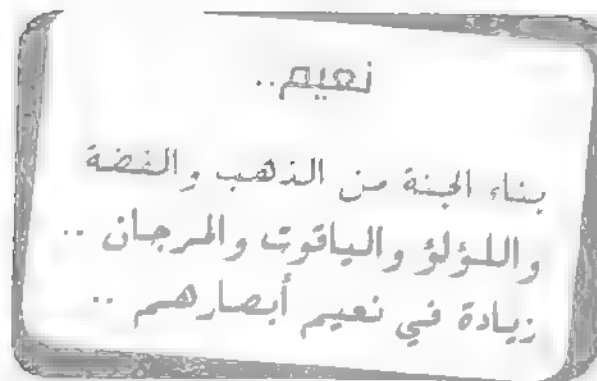 نعيم..
بناء الجنة من الذهب والفضة
واللؤلؤ والياقوت والمرجان ..
زيادة في نعيم أبصارهم ..